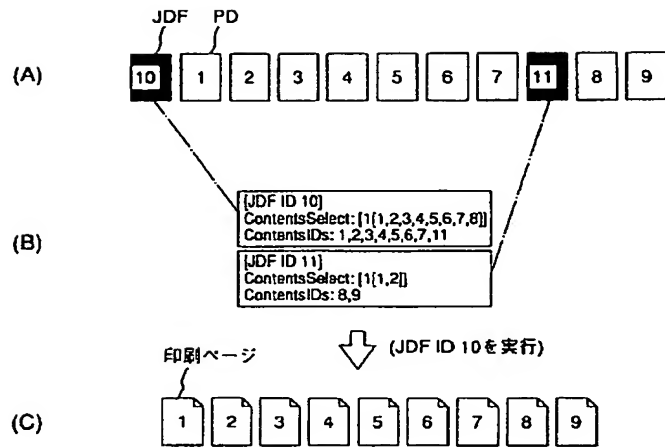 JDF PD
(A) 10 1 2 3 4 5 6 7 11 8 9
[JDF ID 10]
ContentsSelect: [1[1,2,3,4,5,6,7,8]]
ContentsIDs: 1,2,3,4,5,6,7,11
(B)
[JDF ID 11]
ContentsSelect: [1[1,2]]
ContentsIDs: 8,9
(JDF ID 10を実行)
印刷ページ
(C) 1 2 3 4 5 6 7 8 9